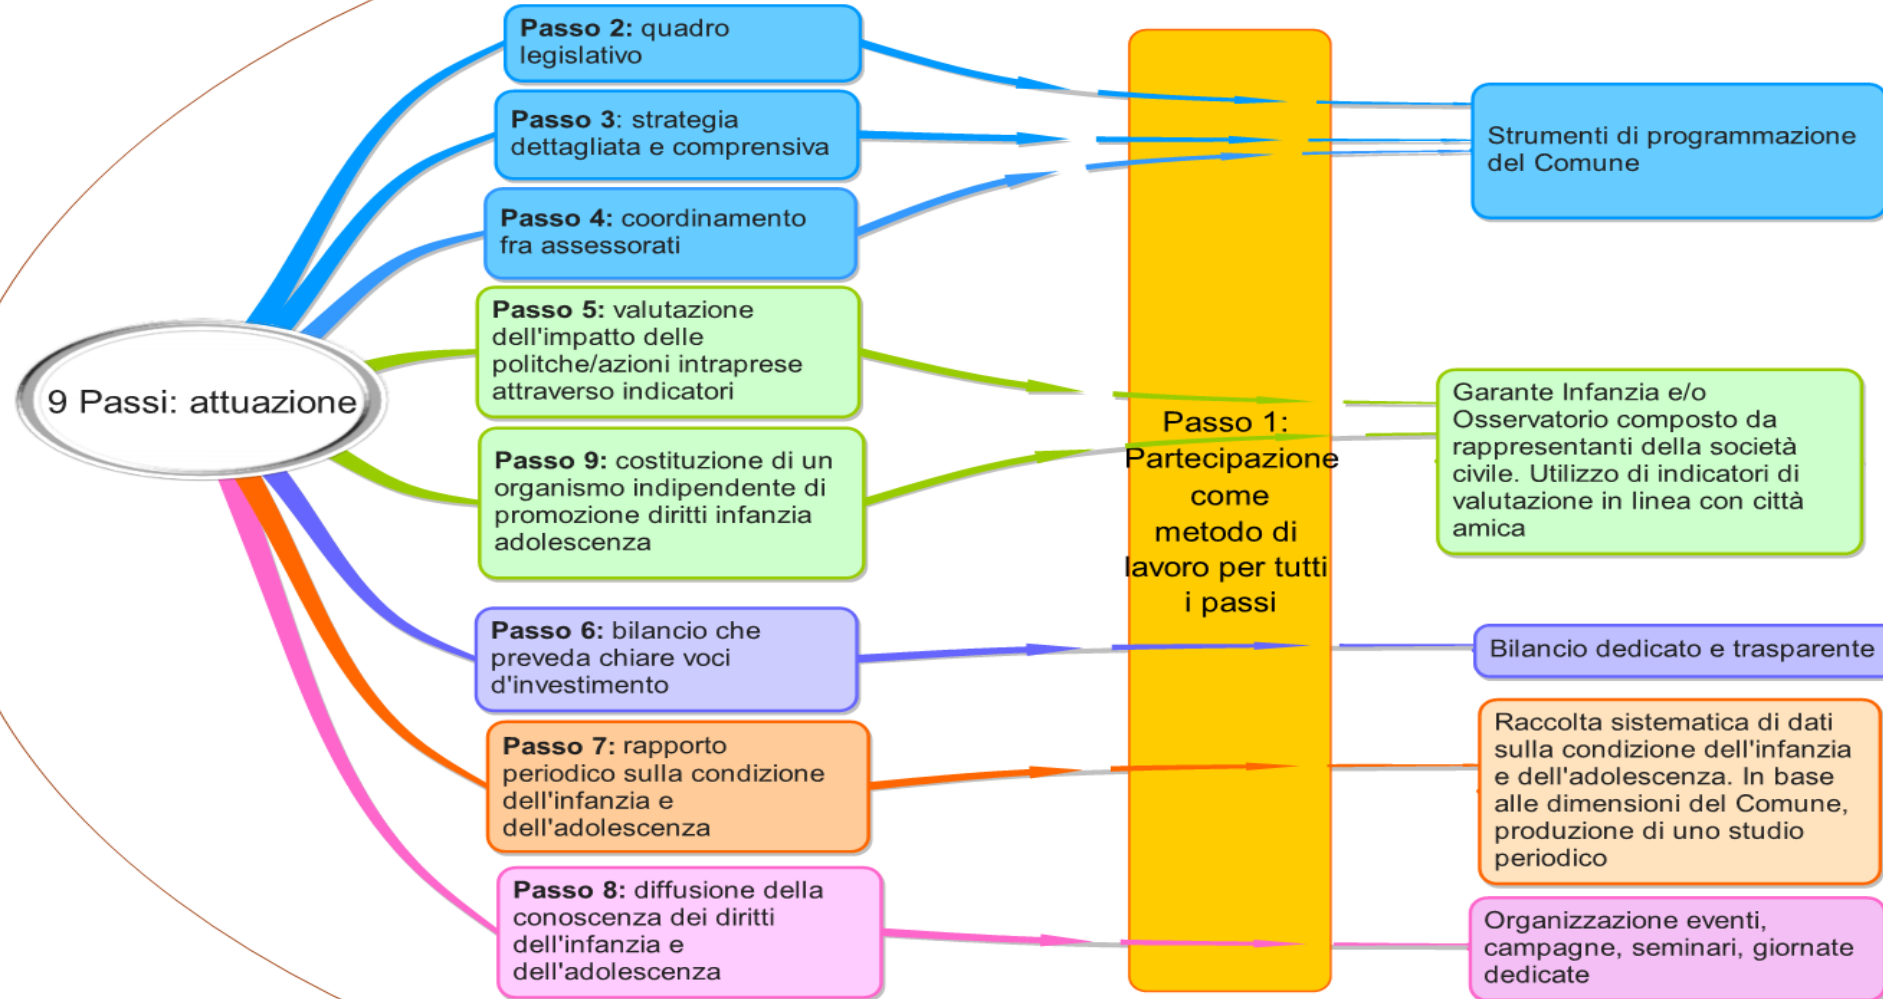 9 Passi: attuazione
Passo 2: quadro
legislativo
Passo 3: strategia
dettagliata e comprensiva
Passo 4: coordinamento
fra assessorati
Passo 5: valutazione
dell'impatto delle
politche/azioni intraprese
attraverso indicatori
Passo 9: costituzione di un
organismo indipendente di
promozione diritti infanzia
adolescenza
Passo 6: bilancio che
preveda chiare voci
d'investimento
Passo 7: rapporto
periodico sulla condizione
dell'infanzia e
dell'adolescenza
Passo 8: diffusione della
conoscenza dei diritti
dell'infanzia e
dell'adolescenza
Passo 1:
Partecipazione
come
metodo di
lavoro per tutti
i passi
Strumenti di programmazione
del Comune
Garante Infanzia e/o
Osservatorio composto da
rappresentanti della società
civile. Utilizzo di indicatori di
valutazione in linea con città
amica
Bilancio dedicato e trasparente
Raccolta sistematica di dati
sulla condizione dell'infanzia
e dell'adolescenza. In base
alle dimensioni del Comune,
produzione di uno studio
periodico
Organizzazione eventi,
campagne, seminari, giornate
dedicate